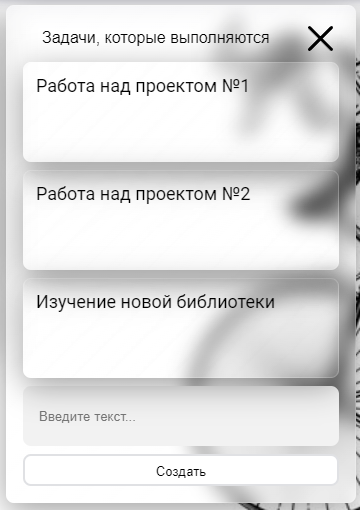 Задачи, которые выполняются
Работа над проектом №1
Работа над проектом №2
Изучение новой библиотеки
Введите текст...
Создать